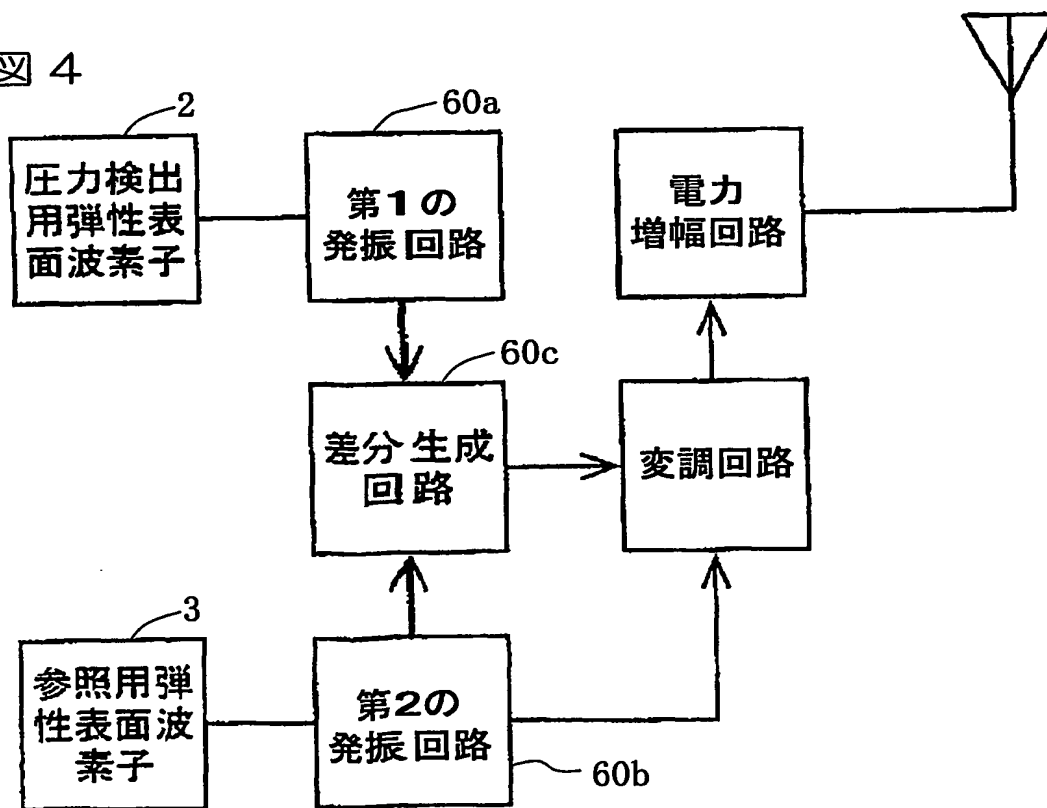 図 4
2
圧力検出
用弾性表
面波素子
60a
第1の
発振回路
電力
増幅回路
60c
差分生成
回路
変調回路
3
参照用弾
性表面波
素子
第2の
発振回路
60b